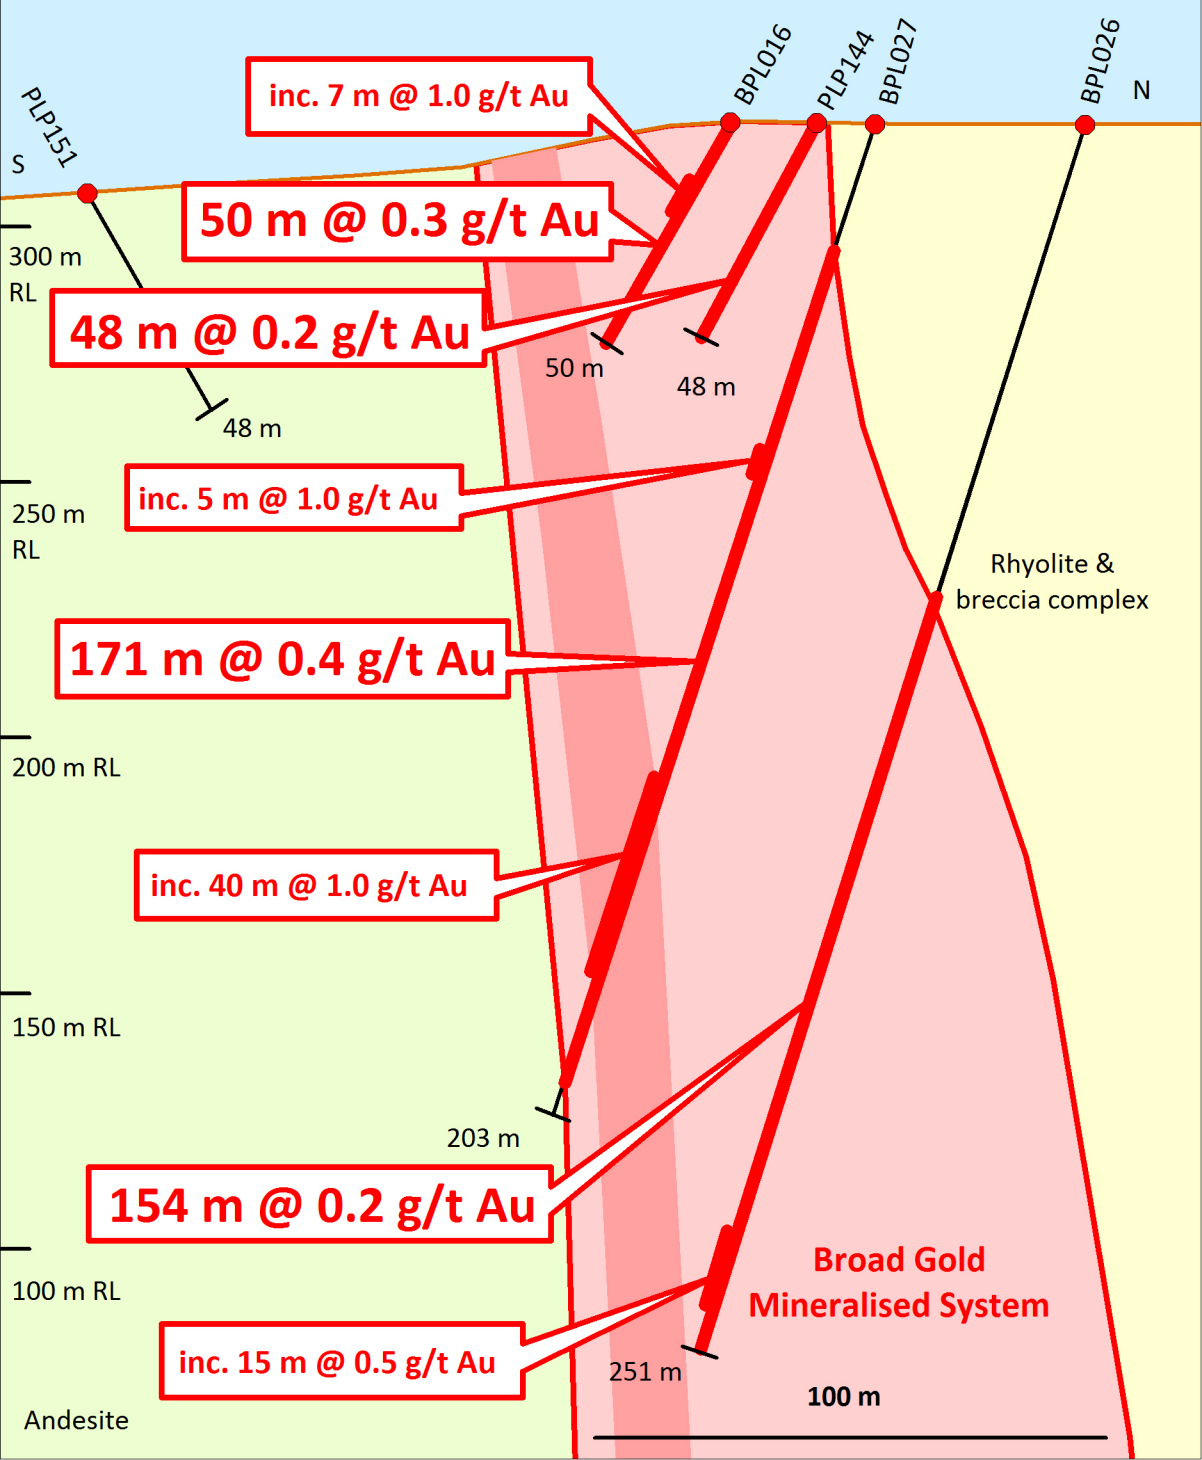 BPL016
PLP144
BPL027
BPL026
N
PLP151
S
inc. 7 m @ 1.0 g/t Au
50 m @ 0.3 g/t Au
300 m
RL
48 m @ 0.2 g/t Au
50 m
48 m
48 m
inc. 5 m @ 1.0 g/t Au
250 m
RL
Rhyolite &
breccia complex
171 m @ 0.4 g/t Au
200 m RL
inc. 40 m @ 1.0 g/t Au
150 m RL
203 m
154 m @ 0.2 g/t Au
100 m RL
Broad Gold
Mineralised System
inc. 15 m @ 0.5 g/t Au
251 m
100 m
Andesite